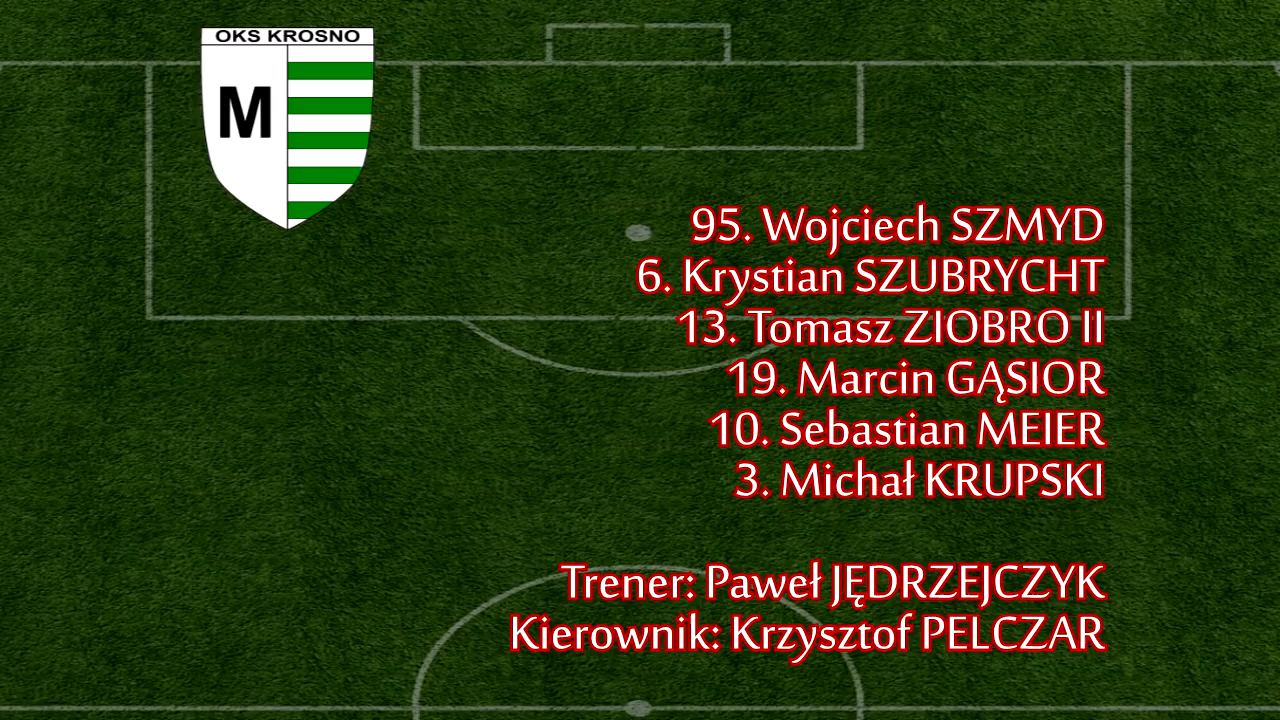 OKS KROSNO
M
95. Wojciech SZMYD
6. Krystian SZUBRYCHT
13. Tomasz ZIOBRO II
19. Marcin GĄSIOR
10. Sebastian MEIER
3. Michał KRUPSKI
Trener: Paweł JĘDRZEJCZYK
Kierownik: Krzysztof PELCZAR